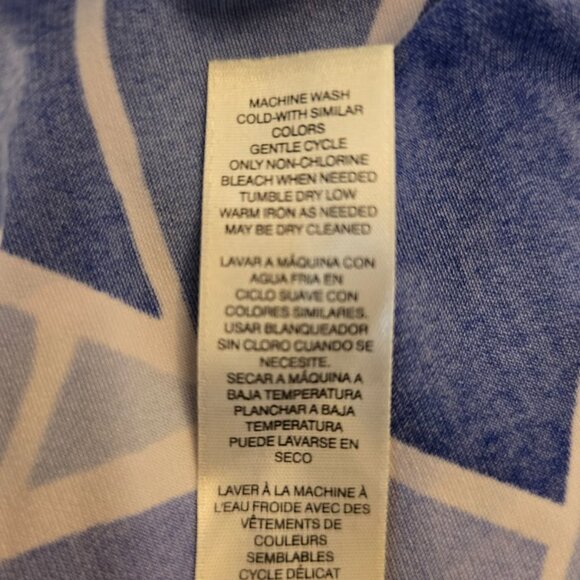 MACHINE WASH
COLD-WITH SIMILAR
COLORS
GENTLE CYCLE
ONLY NON-CHLORINE
BLEACH WHEN NEEDED
TUMBLE DRY LOW
WARM IRON AS NEEDED
MAY BE DRY CLEANED
LAVAR A MÁQUINA CON
AGUA FRIA EN
CICLO SUAVE CON
COLORES SIMILARES.
USAR BLANQUEADOR
SIN CLORO CUANDO SE
NECESITE.
SECAR A MÁQUINA A
BAJA TEMPERATURA
PLANCHAR A BAJA
TEMPERATURA
PUEDE LAVARSE EN
SECO
LAVER À LA MACHINE À
L'EAU FROIDE AVEC DES
VÊTEMENTS DE
COULEURS
SEMBLABLES
CYCLE DÉLICAT